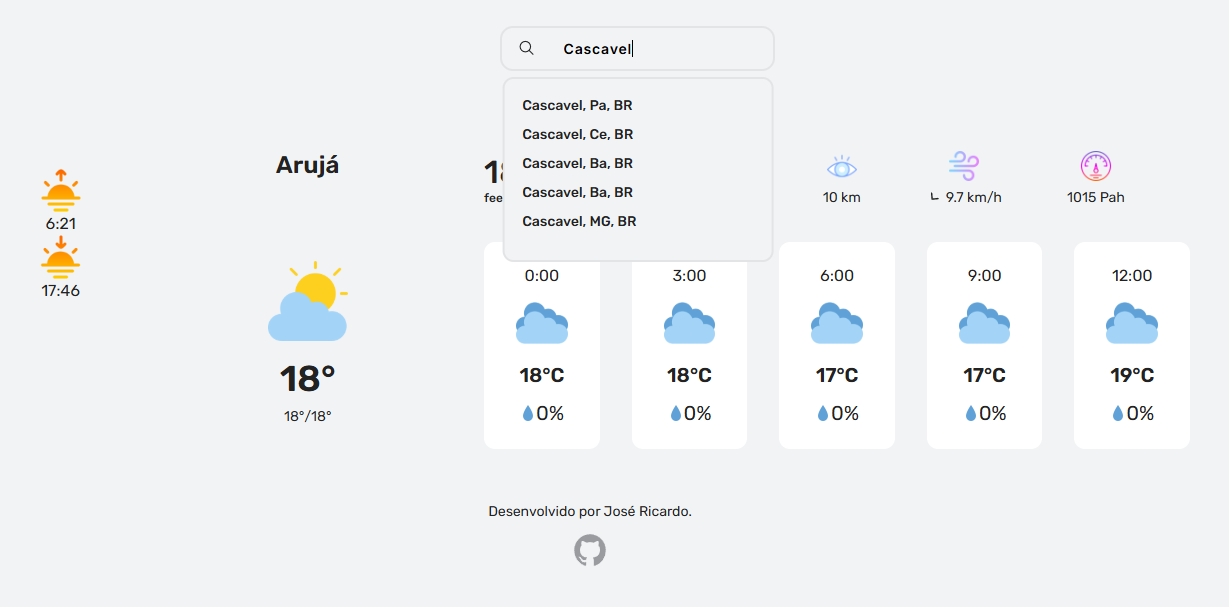 Cascavel
Cascavel, Pa, BR
Cascavel, Ce, BR
Cascavel, Ba, BR
Cascavel, Ba, BR
Cascavel, MG, BR
6:21
17:46
Arujá
18°
18°/18°
10 km
9.7 km/h
1015 Pah
0:00
3:00
6:00
9:00
12:00
18°C
18°C
17°C
17°C
19°C
0%
0%
0%
0%
0%
Desenvolvido por José Ricardo.